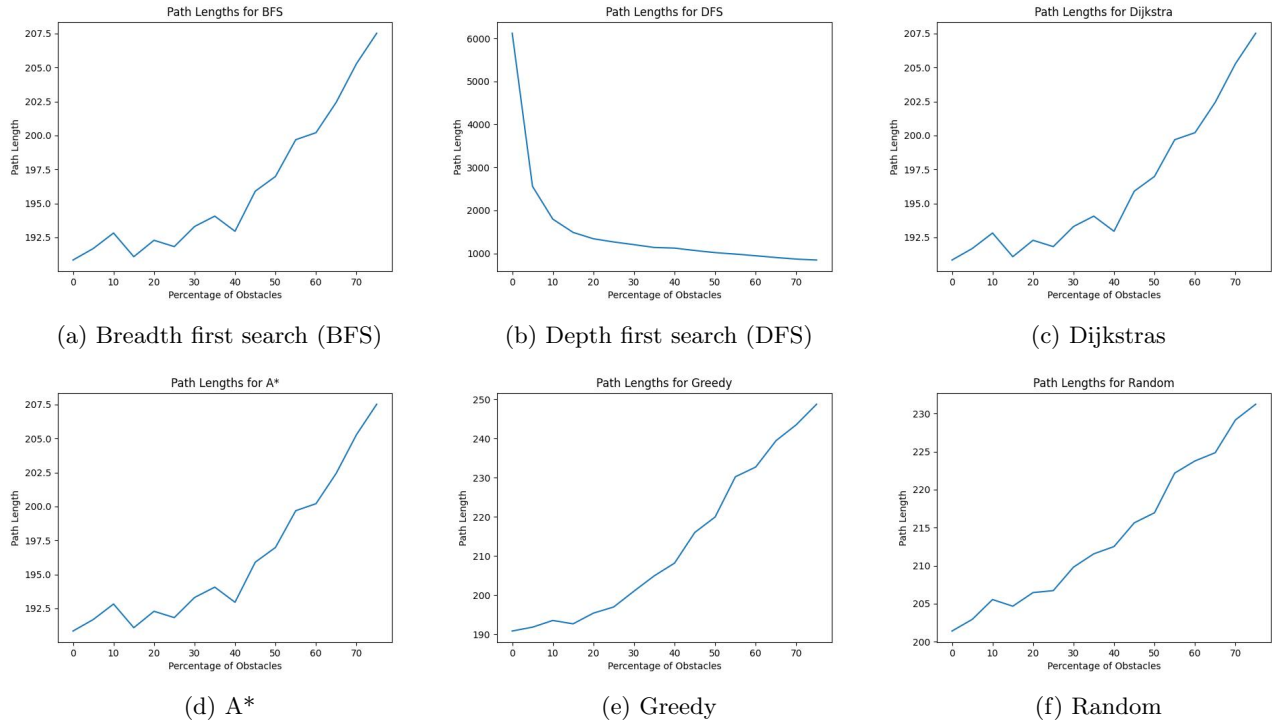 Path Lengths for BFS
207.5
205.0
202.5
200.0
197.5
195.0
192.5
Path Length
0 10 20 30 40 50 60 70
Percentage of Obstacles
(a) Breadth first search (BFS)
Path Lengths for DFS
6000
5000
4000
3000
2000
1000
Path Length
0 10 20 30 40 50 60 70
Percentage of Obstacles
(b) Depth first search (DFS)
Path Lengths for Dijkstra
207.5
205.0
202.5
200.0
197.5
195.0
192.5
Path Length
0 10 20 30 40 50 60 70
Percentage of Obstacles
(c) Dijkstras
Path Lengths for A*
207.5
205.0
202.5
200.0
197.5
195.0
192.5
Path Length
0 10 20 30 40 50 60 70
Percentage of Obstacles
(d) A*
Path Lengths for Greedy
250
240
230
220
210
200
190
Path Length
0 10 20 30 40 50 60 70
Percentage of Obstacles
(e) Greedy
Path Lengths for Random
230
225
220
215
210
205
200
Path Length
0 10 20 30 40 50 60 70
Percentage of Obstacles
(f) Random